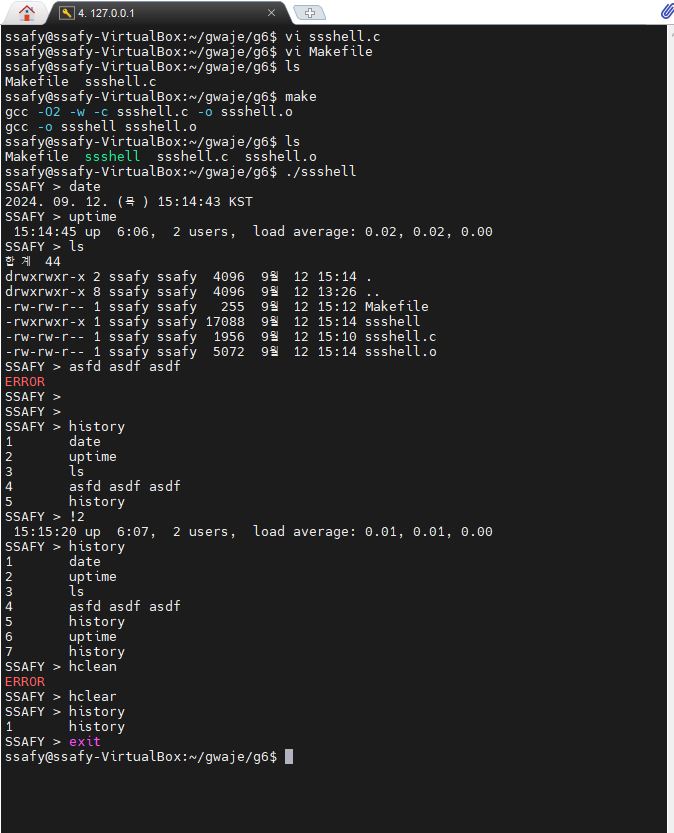 4. 127.0.0.1
ssafy@ssafy-VirtualBox:~/gwaje/g6$ vi ssshell.c
ssafy@ssafy-VirtualBox:~/gwaje/g6$ vi Makefile
ssafy@ssafy-VirtualBox:~/gwaje/g6$ ls
Makefile  ssshell.c
ssafy@ssafy-VirtualBox:~/gwaje/g6$ make
gcc -O2 -w -c ssshell.c -o ssshell.o
gcc -o ssshell ssshell.o
ssafy@ssafy-VirtualBox:~/gwaje/g6$ ls
Makefile  ssshell  ssshell.c  ssshell.o
ssafy@ssafy-VirtualBox:~/gwaje/g6$ ./ssshell
SSAFY > date
2024. 09. 12. (목 ) 15:14:43 KST
SSAFY > uptime
 15:14:45 up  6:06,  2 users,  load average: 0.02, 0.02, 0.00
SSAFY > ls
합 계  44
drwxrwxr-x 2 ssafy ssafy  4096  9월  12 15:14 .
drwxrwxr-x 8 ssafy ssafy  4096  9월  12 13:26 ..
-rw-rw-r-- 1 ssafy ssafy   255  9월  12 15:12 Makefile
-rwxrwxr-x 1 ssafy ssafy 17088  9월  12 15:14 ssshell
-rw-rw-r-- 1 ssafy ssafy  1956  9월  12 15:10 ssshell.c
-rw-rw-r-- 1 ssafy ssafy  5072  9월  12 15:14 ssshell.o
SSAFY > asfd asdf asdf
ERROR
SSAFY >
SSAFY >
SSAFY > history
1       date
2       uptime
3       ls
4       asfd asdf asdf
5       history
SSAFY > !2
 15:15:20 up  6:07,  2 users,  load average: 0.01, 0.01, 0.00
SSAFY > history
1       date
2       uptime
3       ls
4       asfd asdf asdf
5       history
6       uptime
7       history
SSAFY > hclean
ERROR
SSAFY > hclear
SSAFY > history
1       history
SSAFY > exit
ssafy@ssafy-VirtualBox:~/gwaje/g6$